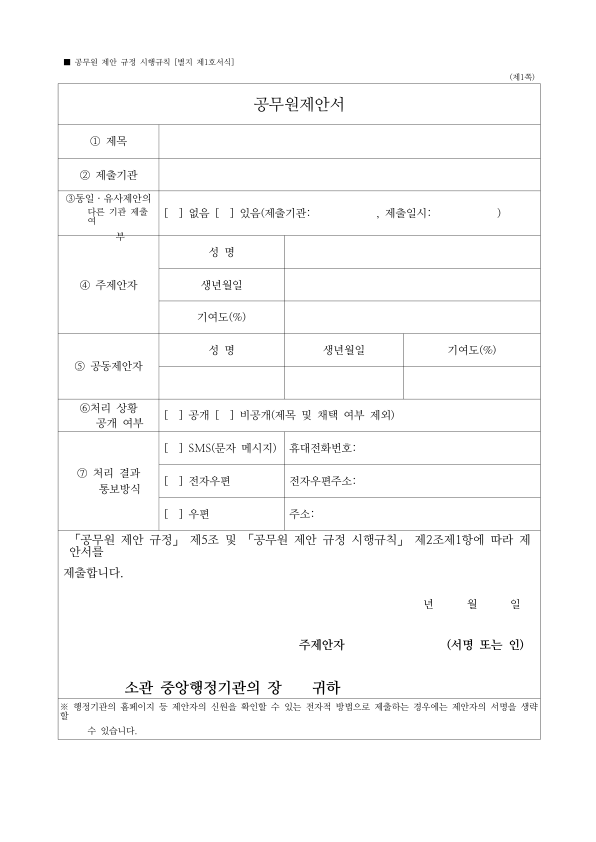 ■ 공무원 제안 규정 시행규칙 [별지 제1호서식]
(제1쪽)
공무원제안서
① 제목
② 제출기관
③동일ㆍ유사제안의
다른 기관 제출
여
부
[ ] 없음 [ ] 있음(제출기관: , 제출일시: )
④ 주제안자
성 명
생년월일
기여도(%)
⑤ 공동제안자
성 명 생년월일 기여도(%)
⑥처리 상황
공개 여부
[ ] 공개 [ ] 비공개(제목 및 채택 여부 제외)
⑦ 처리 결과
통보방식
[ ] SMS(문자 메시지) 휴대전화번호:
[ ] 전자우편 전자우편주소:
[ ] 우편 주소:
「공무원 제안 규정」 제5조 및 「공무원 제안 규정 시행규칙」 제2조제1항에 따라 제
안서를
제출합니다.
년 월 일
주제안자 (서명 또는 인)
소관 중앙행정기관의 장 귀하
※ 행정기관의 홈페이지 등 제안자의 신원을 확인할 수 있는 전자적 방법으로 제출하는 경우에는 제안자의 서명을 생략
할
수 있습니다.